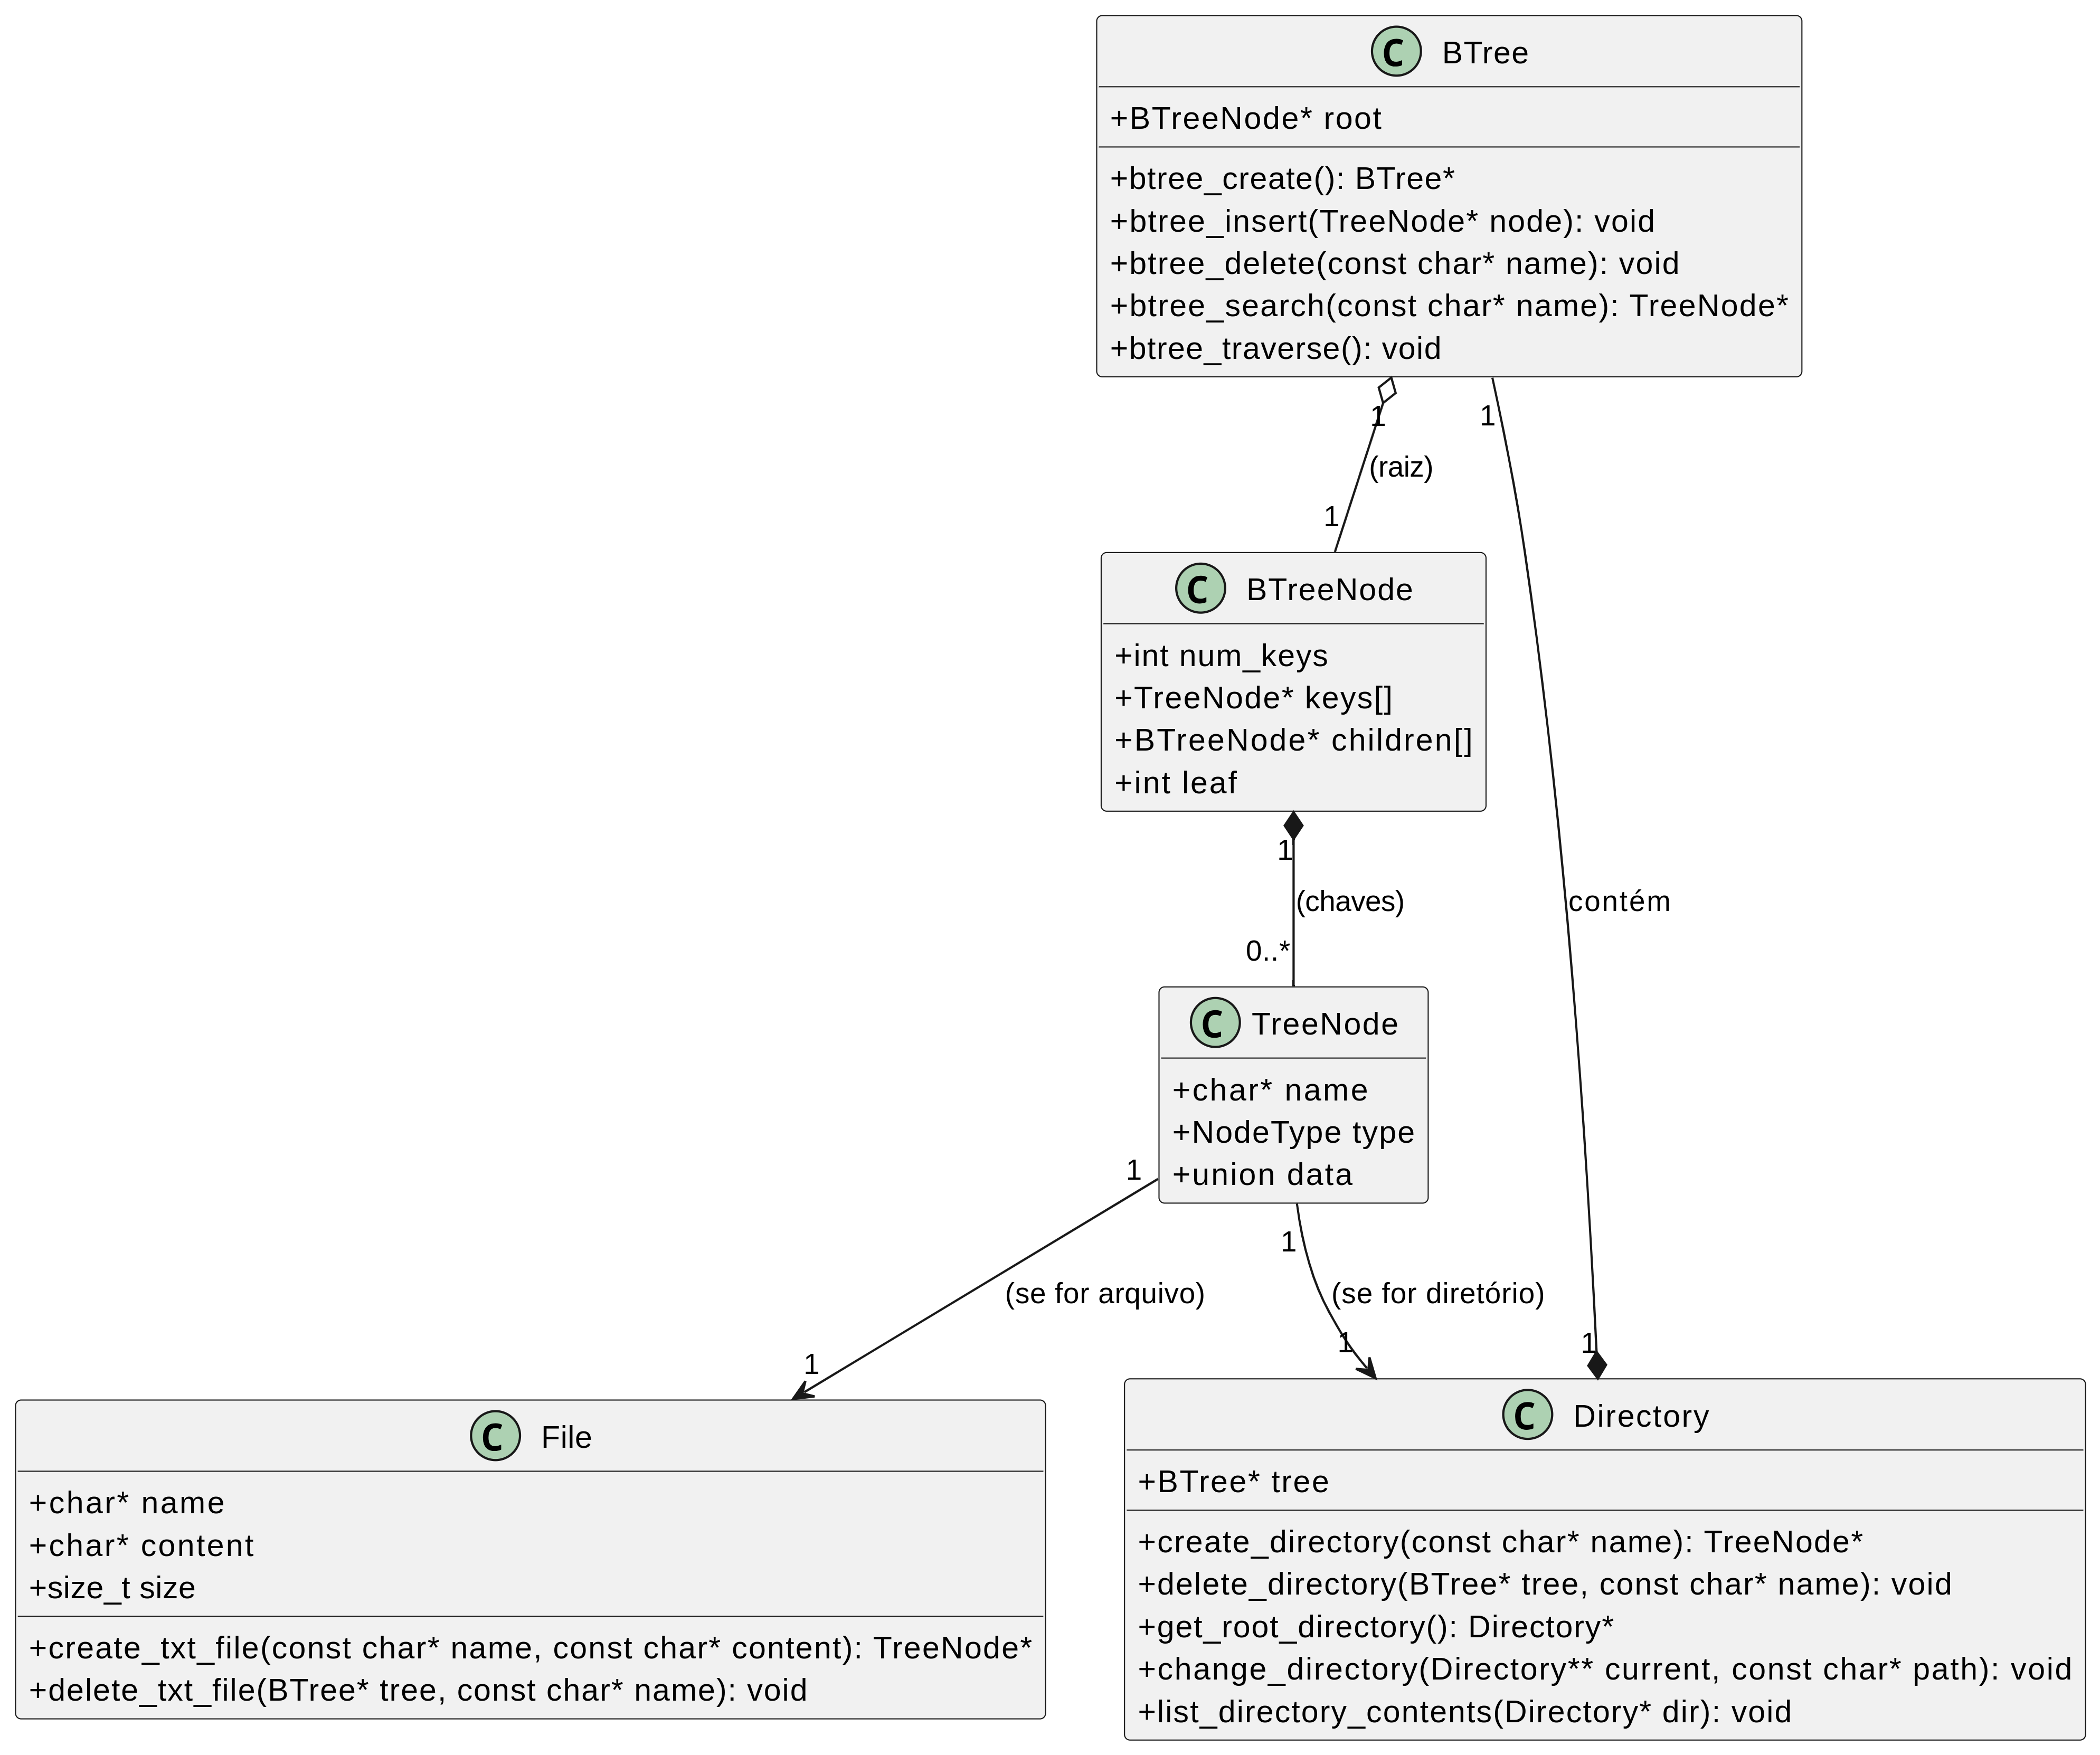 C BTree
+BTreeNode* root
+btree_create(): BTree*
+btree_insert(TreeNode* node): void
+btree_delete(const char* name): void
+btree_search(const char* name): TreeNode*
+btree_traverse(): void
1
1
(raiz)
1
C BTreeNode
+int num_keys
+TreeNode* keys[]
+BTreeNode* children[]
+int leaf
1
(chaves)
contém
0..*
C TreeNode
+char* name
+NodeType type
+union data
1
1
(se for arquivo)
(se for diretório)
1
1
1
C File
+char* name
+char* content
+size_t size
+create_txt_file(const char* name, const char* content): TreeNode*
+delete_txt_file(BTree* tree, const char* name): void
C Directory
+BTree* tree
+create_directory(const char* name): TreeNode*
+delete_directory(BTree* tree, const char* name): void
+get_root_directory(): Directory*
+change_directory(Directory** current, const char* path): void
+list_directory_contents(Directory* dir): void